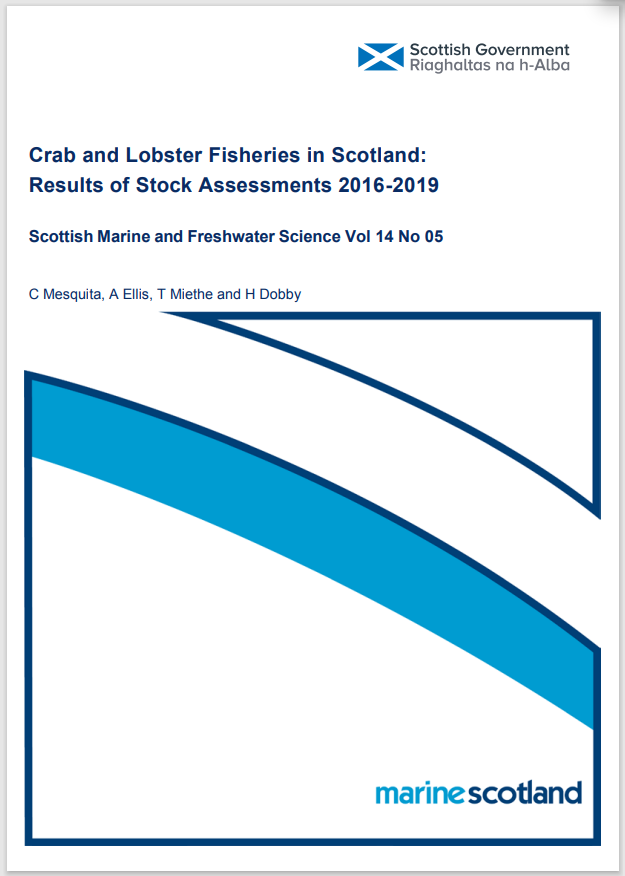 Scottish Government
Riaghaltas na h-Alba
Crab and Lobster Fisheries in Scotland:
Results of Stock Assessments 2016-2019
Scottish Marine and Freshwater Science Vol 14 No 05
C Mesquita, A Ellis, T Miethe and H Dobby
marinescotland